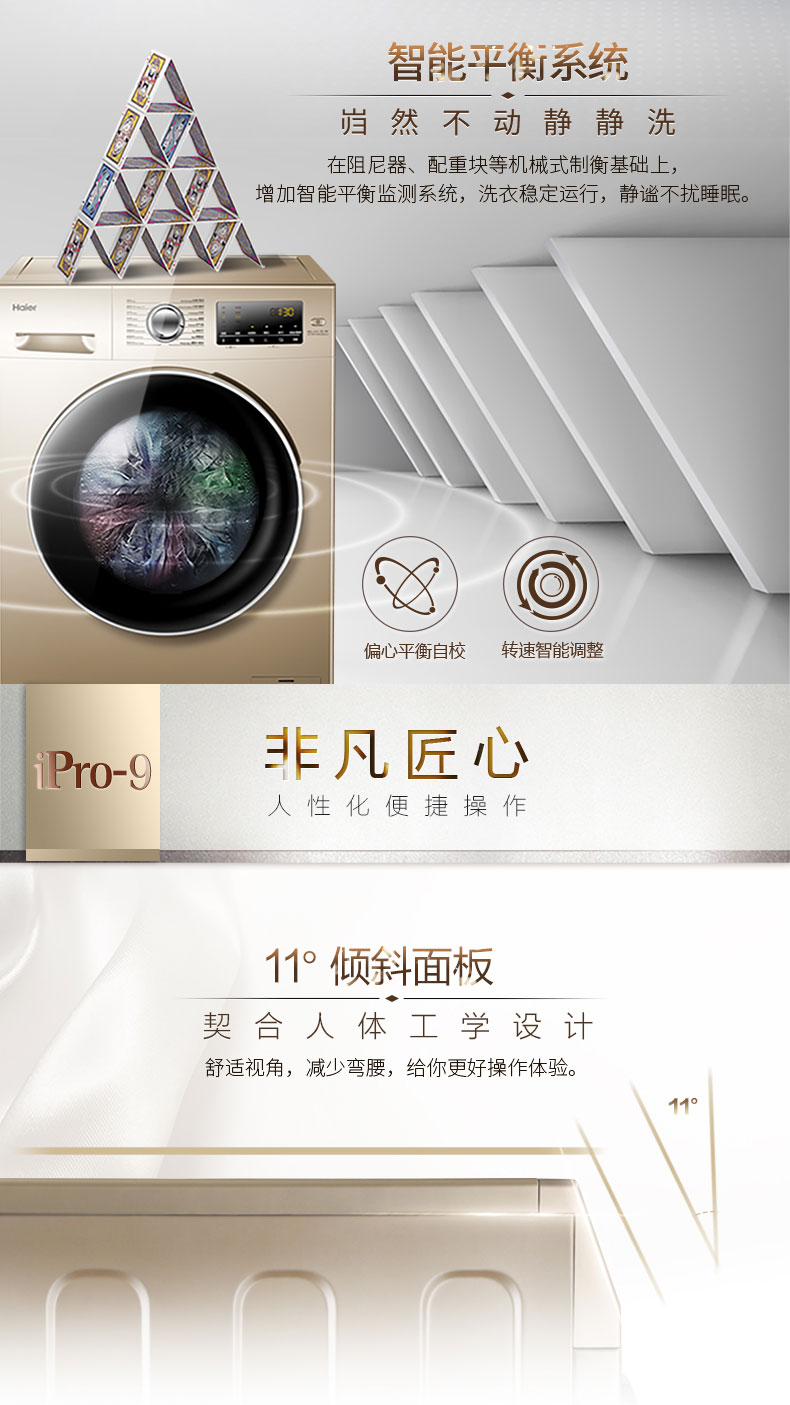 智能平衡系统
岿然不动静静洗
在阻尼器、配重块等机械式制衡基础上，
增加智能平衡监测系统，洗衣稳定运行，静谧不扰睡眠。
Haier
130
偏心平衡自校
转速智能调整
iPro-9
非凡匠心
人性化便捷操作
11° 倾斜面板
契合人体工学设计
舒适视角，减少弯腰，给你更好操作体验。
11°